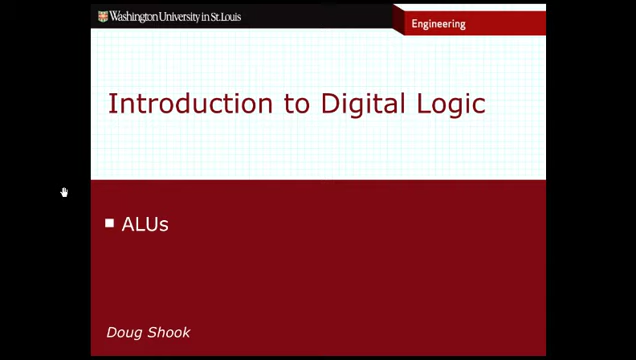 Washington University in St. Louis
Engineering
Introduction to Digital Logic
ALUs
Doug Shook